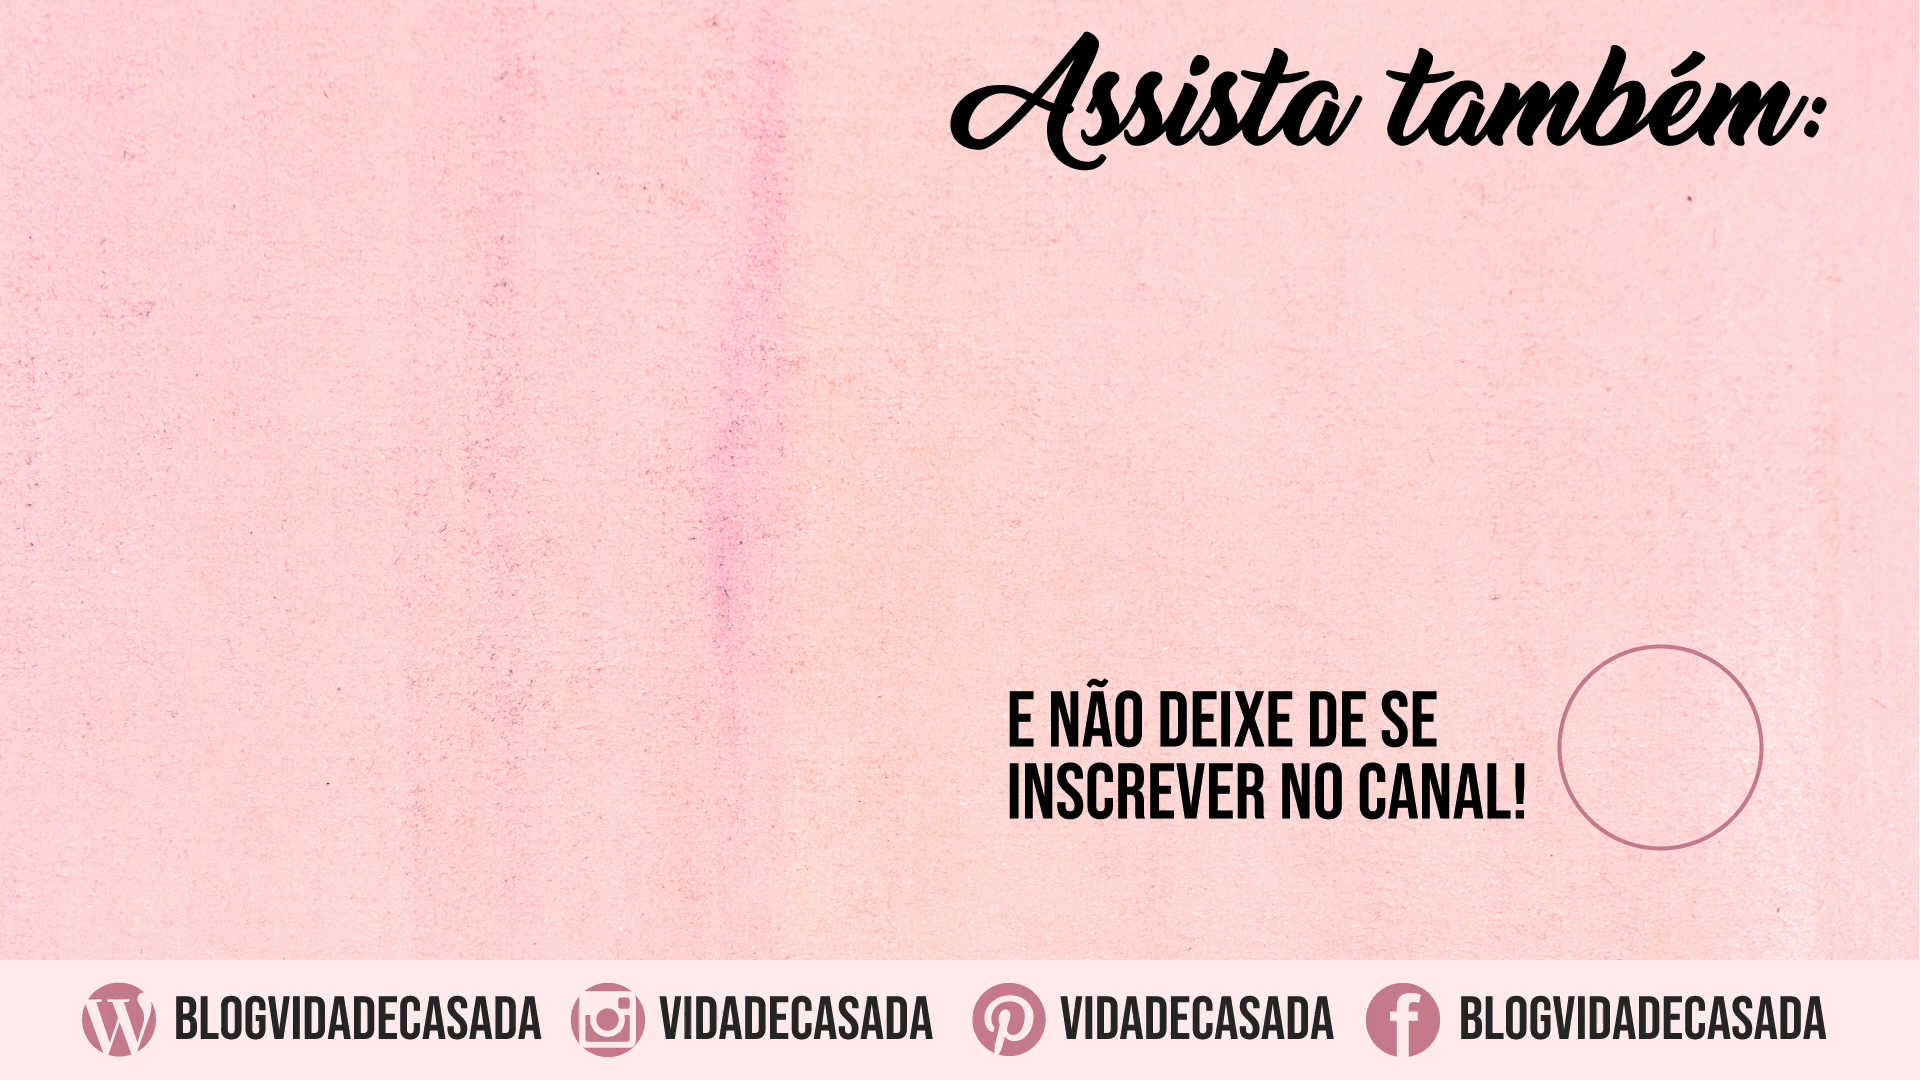 Assista também:
E NÃO DEIXE DE SE
INSCREVER NO CANAL!
BLOGVIDADECASADA VIDADECASADA VIDADECASADA BLOGVIDADECASADA